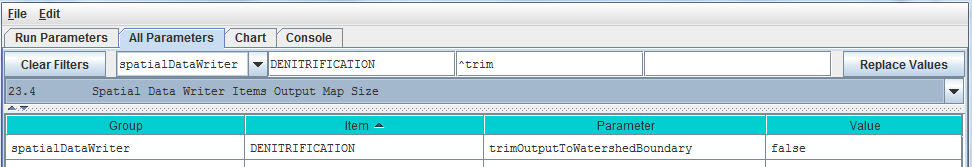 File Edit
Run Parameters All Parameters Chart Console
Clear Filters spatialDataWriter DENITRIFICATION ^trim Replace Values
23.4 Spatial Data Writer Items Output Map Size
Group Item Parameter Value
spatialDataWriter DENITRIFICATION trimOutputToWatershedBoundary false